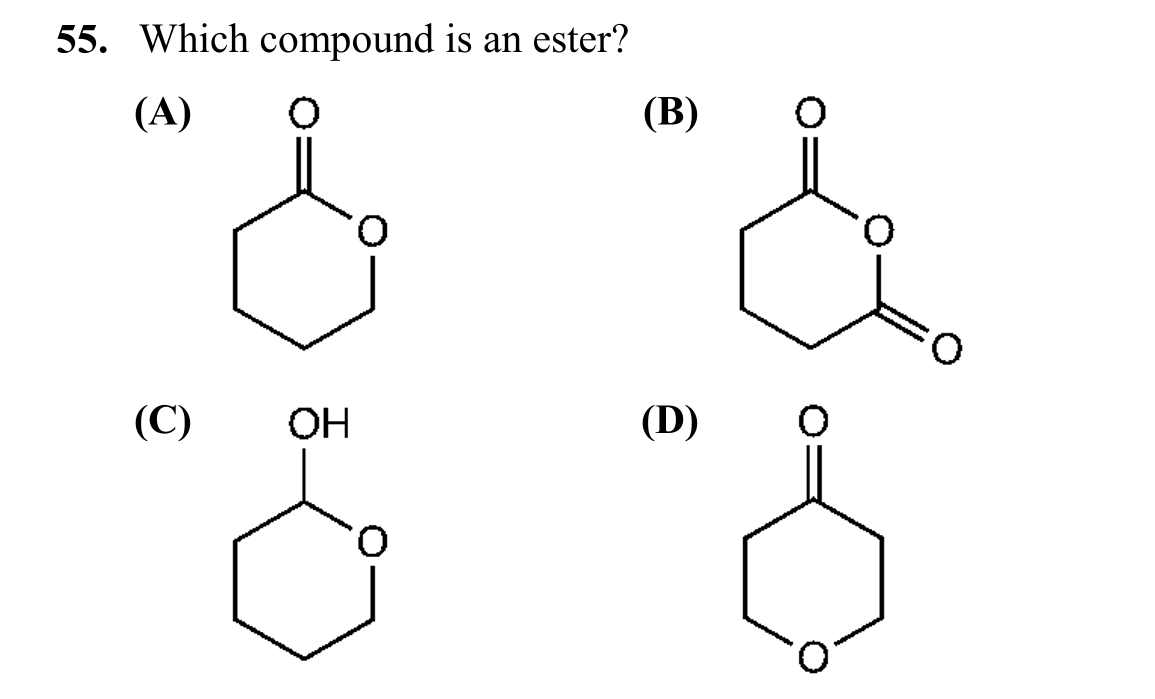 55. Which compound is an ester?
(A) O (B) O
O O
O
(C) OH (D) O
O
O